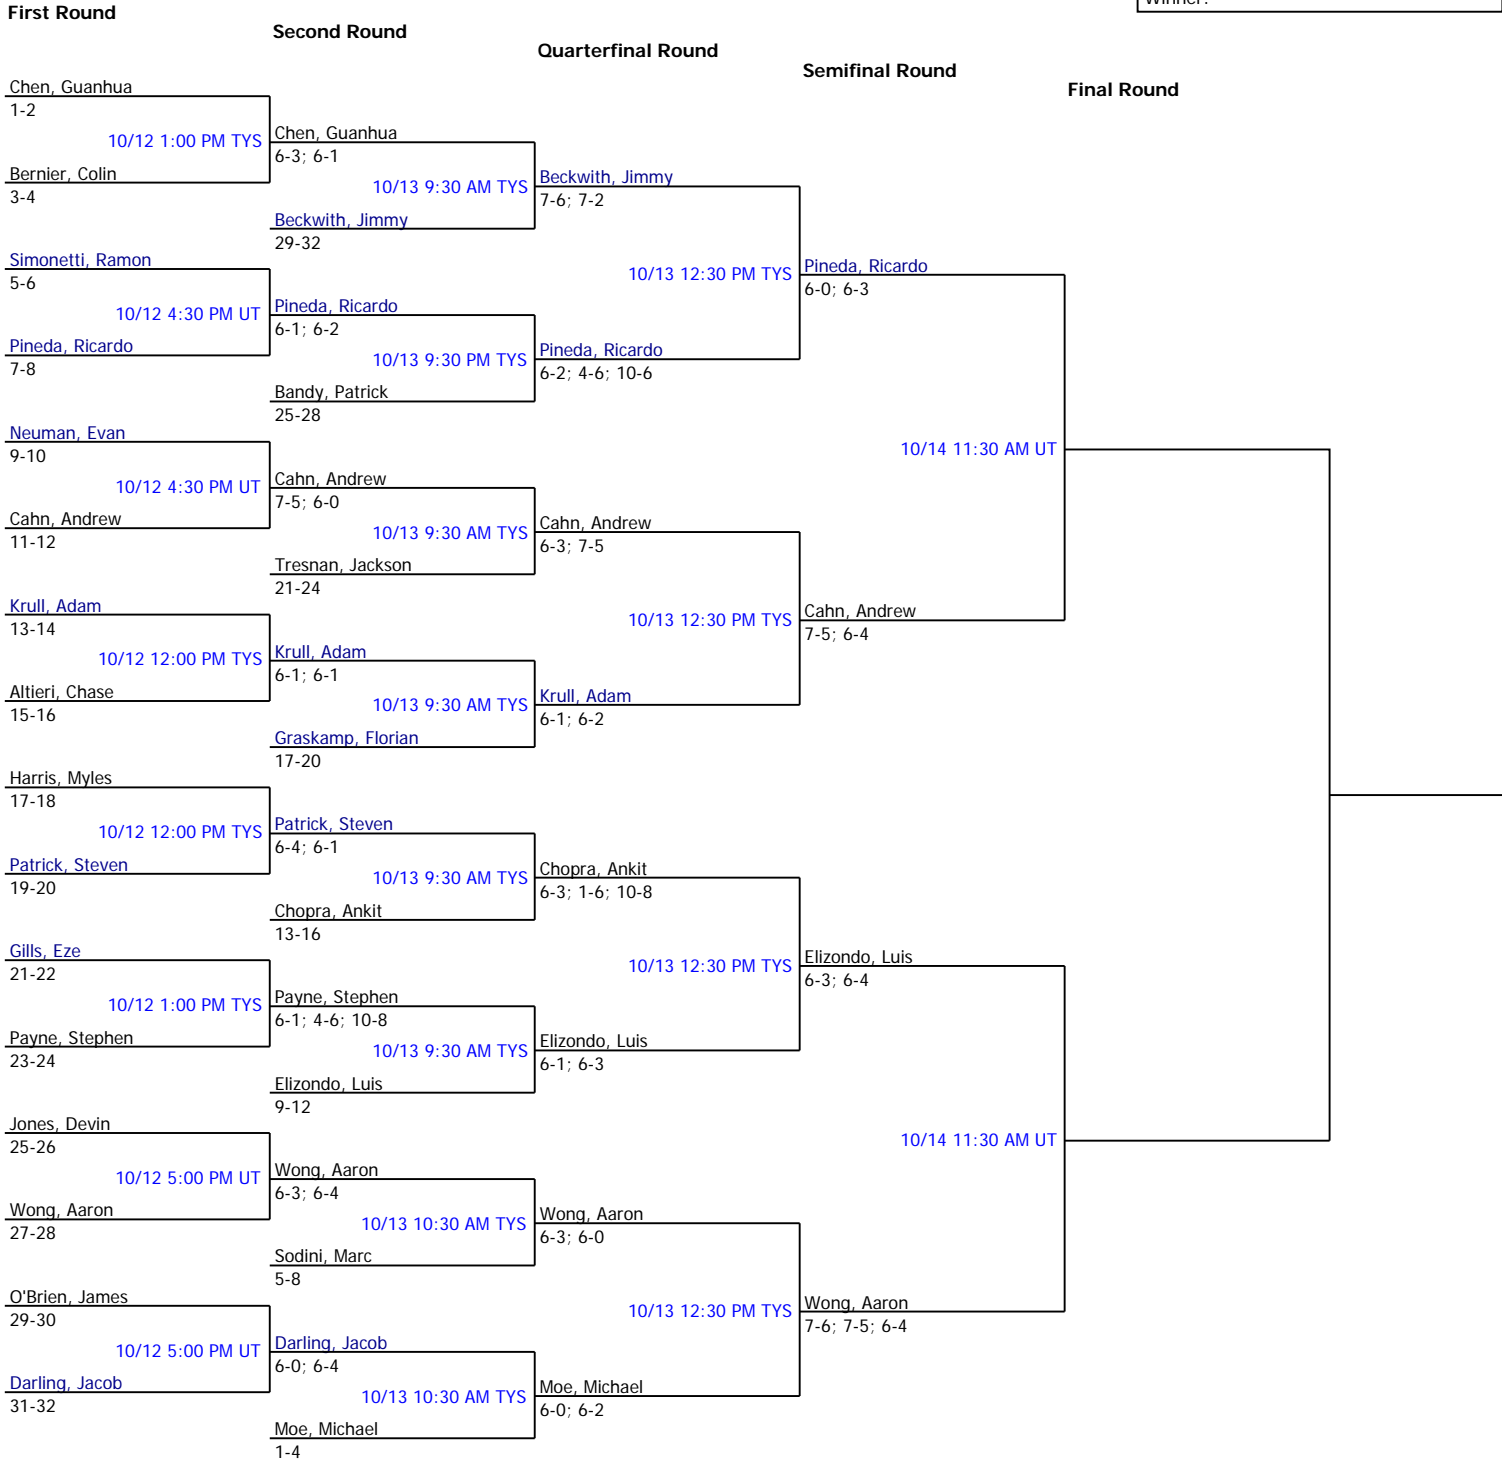 Winner:
First Round
Second Round
Quarterfinal Round
Semifinal Round
Final Round
Chen, Guanhua
1-2
10/12 1:00 PM TYS
Bernier, Colin
3-4
Simonetti, Ramon
5-6
10/12 4:30 PM UT
Pineda, Ricardo
7-8
Neuman, Evan
9-10
10/12 4:30 PM UT
Cahn, Andrew
11-12
Krull, Adam
13-14
10/12 12:00 PM TYS
Altieri, Chase
15-16
Harris, Myles
17-18
10/12 12:00 PM TYS
Patrick, Steven
19-20
Gills, Eze
21-22
10/12 1:00 PM TYS
Payne, Stephen
23-24
Jones, Devin
25-26
10/12 5:00 PM UT
Wong, Aaron
27-28
O'Brien, James
29-30
10/12 5:00 PM UT
Darling, Jacob
31-32
Chen, Guanhua
6-3; 6-1
10/13 9:30 AM TYS
Beckwith, Jimmy
29-32
Pineda, Ricardo
6-1; 6-2
10/13 9:30 PM TYS
Bandy, Patrick
25-28
Cahn, Andrew
7-5; 6-0
10/13 9:30 AM TYS
Tresnan, Jackson
21-24
Krull, Adam
6-1; 6-1
10/13 9:30 AM TYS
Graskamp, Florian
17-20
Patrick, Steven
6-4; 6-1
10/13 9:30 AM TYS
Chopra, Ankit
13-16
Payne, Stephen
6-1; 4-6; 10-8
10/13 9:30 AM TYS
Elizondo, Luis
9-12
Wong, Aaron
6-3; 6-4
10/13 10:30 AM TYS
Sodini, Marc
5-8
Darling, Jacob
6-0; 6-4
10/13 10:30 AM TYS
Moe, Michael
1-4
Beckwith, Jimmy
7-6; 7-2
10/13 12:30 PM TYS
Pineda, Ricardo
6-2; 4-6; 10-6
Cahn, Andrew
6-3; 7-5
10/13 12:30 PM TYS
Krull, Adam
6-1; 6-2
Chopra, Ankit
6-3; 1-6; 10-8
10/13 12:30 PM TYS
Elizondo, Luis
6-1; 6-3
Wong, Aaron
6-3; 6-0
10/13 12:30 PM TYS
Moe, Michael
6-0; 6-2
Pineda, Ricardo
6-0; 6-3
10/14 11:30 AM UT
Cahn, Andrew
7-5; 6-4
Elizondo, Luis
6-3; 6-4
10/14 11:30 AM UT
Wong, Aaron
7-6; 7-5; 6-4